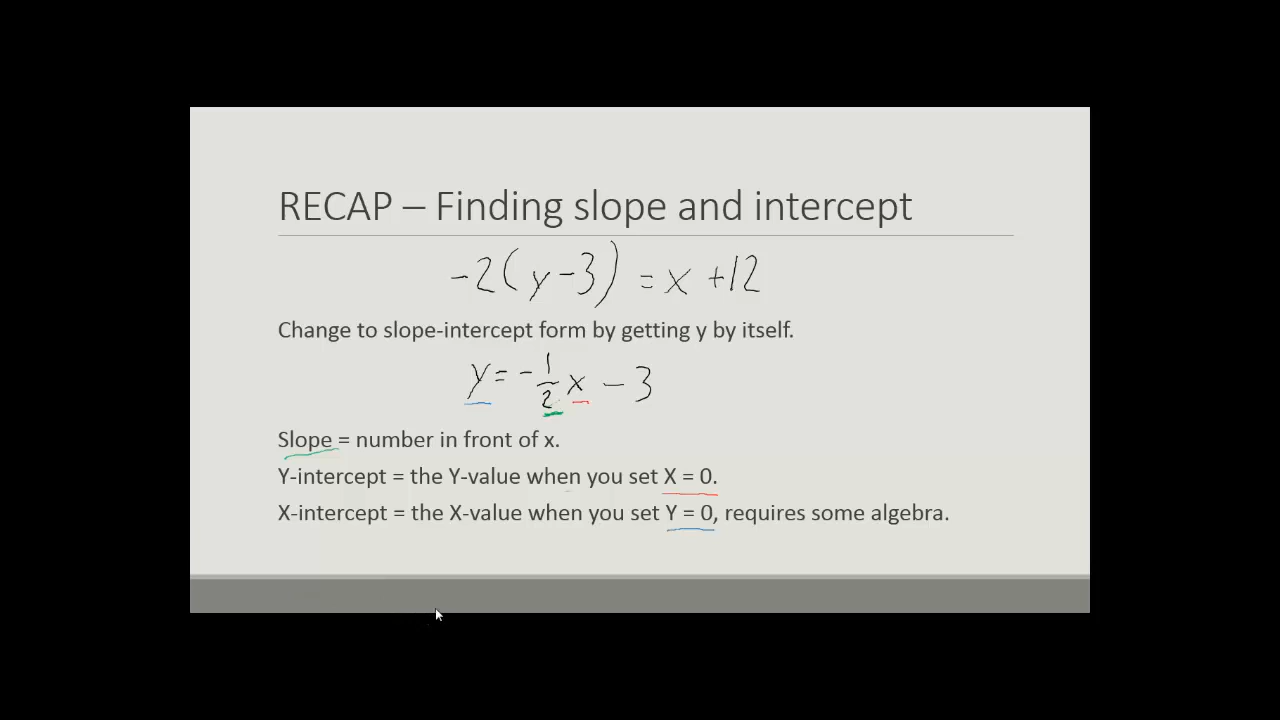 RECAP – Finding slope and intercept
-2(y-3) = x +12
Change to slope-intercept form by getting y by itself.
y = -1/2 x - 3
Slope = number in front of x.
Y-intercept = the Y-value when you set X = 0.
X-intercept = the X-value when you set Y = 0, requires some algebra.